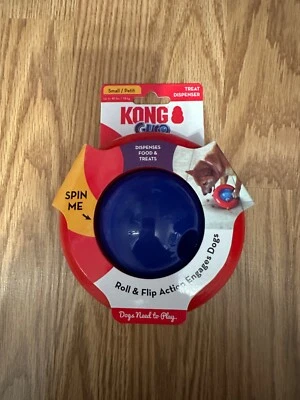 Small / Petit
TREAT
DISPENSER
KONG
Gyro
DISPENSES
FOOD &
TREATS
SPIN
ME
Roll & Flip Action Engages Dogs
Dogs Need to Play.